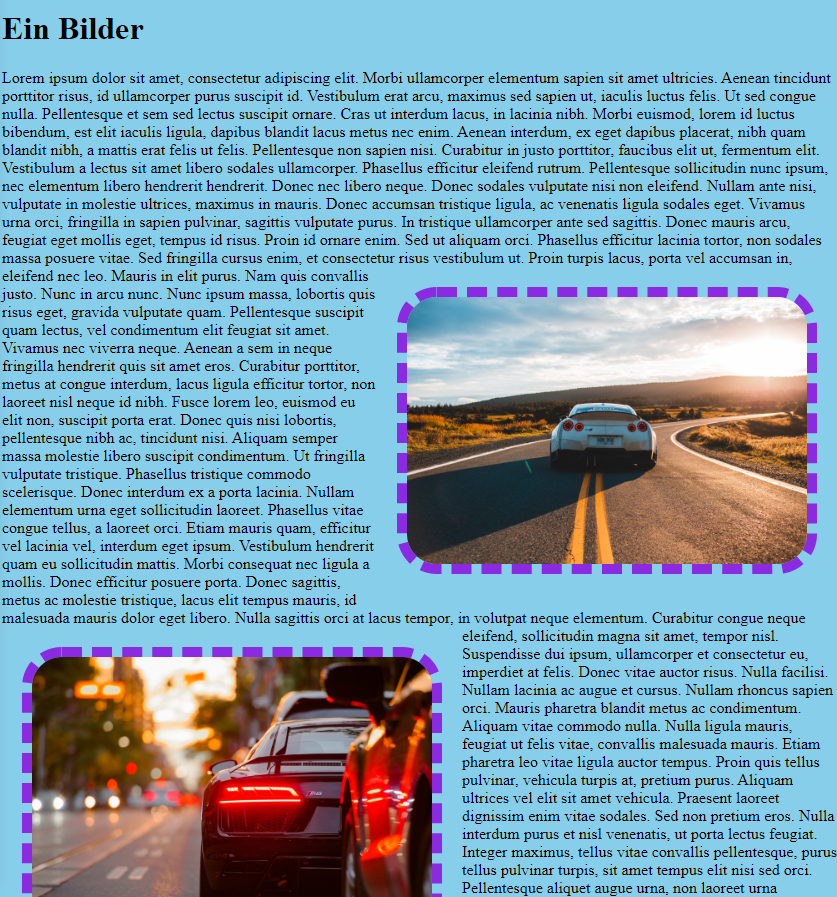 Ein Bilder
Lorem ipsum dolor sit amet, consectetur adipiscing elit. Morbi ullamcorper elementum sapien sit amet ultricies. Aenean tincidunt
porttitor risus, id ullamcorper purus suscipit id. Vestibulum erat arcu, maximus sed sapien ut, iaculis luctus felis. Ut sed congue
nulla. Pellentesque et sem sed lectus suscipit ornare. Cras ut interdum lacus, in lacinia nibh. Morbi euismod, lorem id luctus
bibendum, est elit iaculis ligula, dapibus blandit lacus metus nec enim. Aenean interdum, ex eget dapibus placerat, nibh quam
blandit nibh, a mattis erat felis ut felis. Pellentesque non sapien nisi. Curabitur in justo porttitor, faucibus elit ut, fermentum elit.
Vestibulum a lectus sit amet libero sodales ullamcorper. Phasellus efficitur eleifend rutrum. Pellentesque sollicitudin nunc ipsum,
nec elementum libero hendrerit hendrerit. Donec nec libero neque. Donec sodales vulputate nisi non eleifend. Nullam ante nisi,
vulputate in molestie ultrices, maximus in mauris. Donec accumsan tristique ligula, ac venenatis ligula sodales eget. Vivamus
urna orci, fringilla in sapien pulvinar, sagittis vulputate purus. In tristique ullamcorper ante sed sagittis. Donec mauris arcu,
feugiat eget mollis eget, tempus id risus. Proin id ornare enim. Sed ut aliquam orci. Phasellus efficitur lacinia tortor, non sodales
massa posuere vitae. Sed fringilla cursus enim, et consectetur risus vestibulum ut. Proin turpis lacus, porta vel accumsan in,
eleifend nec leo. Mauris in elit purus. Nam quis convallis
justo. Nunc in arcu nunc. Nunc ipsum massa, lobortis quis
risus eget, gravida vulputate quam. Pellentesque suscipit
quam lectus, vel condimentum elit feugiat sit amet.
Vivamus nec viverra neque. Aenean a sem in neque
fringilla hendrerit quis sit amet eros. Curabitur porttitor,
metus at congue interdum, lacus ligula efficitur tortor, non
laoreet nisl neque id nibh. Fusce lorem leo, euismod eu
elit non, suscipit porta erat. Donec quis nisi lobortis,
pellentesque nibh ac, tincidunt nisi. Aliquam semper
massa molestie libero suscipit condimentum. Ut fringilla
vulputate tristique. Phasellus tristique commodo
scelerisque. Donec interdum ex a porta lacinia. Nullam
elementum urna eget sollicitudin laoreet. Phasellus vitae
congue tellus, a laoreet orci. Etiam mauris quam, efficitur
vel lacinia vel, interdum eget ipsum. Vestibulum hendrerit
quam eu sollicitudin mattis. Morbi consequat nec ligula a
mollis. Donec efficitur posuere porta. Donec sagittis,
metus ac molestie tristique, lacus elit tempus mauris, id
malesuada mauris dolor eget libero. Nulla sagittis orci at lacus tempor, in volutpat neque elementum. Curabitur congue neque
eleifend, sollicitudin magna sit amet, tempor nisl.
Suspendisse dui ipsum, ullamcorper et consectetur eu,
imperdiet at felis. Donec vitae auctor risus. Nulla facilisi.
Nullam lacinia ac augue et cursus. Nullam rhoncus sapien
orci. Mauris pharetra blandit metus ac condimentum.
Aliquam vitae commodo nulla. Nulla ligula mauris,
feugiat ut felis vitae, convallis malesuada mauris. Etiam
pharetra leo vitae ligula auctor tempus. Proin quis tellus
pulvinar, vehicula turpis at, pretium purus. Aliquam
ultrices vel elit sit amet vehicula. Praesent laoreet
dignissim enim vitae sodales. Sed non pretium eros. Nulla
interdum purus et nisl venenatis, ut porta lectus feugiat.
Integer maximus, tellus vitae convallis pellentesque, purus
tellus pulvinar turpis, sit amet tempus elit nisi sed orci.
Pellentesque aliquet augue urna, non laoreet urna